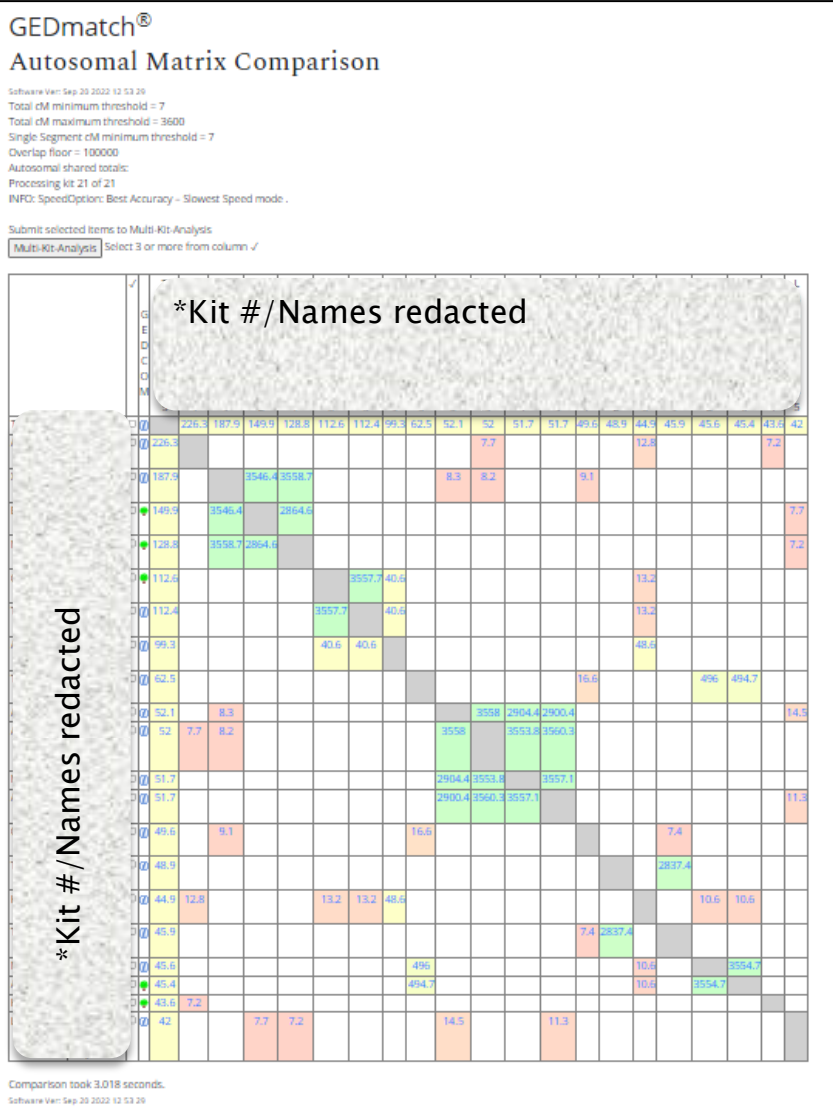 GEDmatch®
Autosomal Matrix Comparison
Software Ver: Sep 20 2022 12 53 29
Total cM minimum threshold = 7
Total cM maximum threshold = 3600
Single Segment cM minimum threshold = 7
Overlap floor = 100000
Autosomal shared totals:
Processing kit 21 of 21
INFO: SpeedOption: Best Accuracy – Slowest Speed mode .
Submit selected items to Multi-Kit-Analysis
Multi-Kit-Analysis Select 3 or more from column ✓
✓
*Kit #/Names redacted
G
E
D
C
O
M
*Kit #/Names redacted
226.3 187.9 149.9 128.8 112.6 112.4 99.3 62.5 52.1 52 51.7 51.7 49.6 48.9 44.9 45.9 45.6 45.4 43.6 42
226.3 7.7 12.8 7.2
187.9 3546.4 3558.7 8.3 8.2 9.1
149.9 3546.4 2864.6 7.7
128.8 3558.7 2864.6 7.2
112.6 3557.7 40.6 13.2
112.4 3557.7 40.6 13.2
99.3 40.6 40.6 48.6
62.5 16.6 496 494.7
52.1 8.3 3558 2904.4 2900.4 14.5
52 7.7 8.2 3558 3553.8 3560.3
51.7 2904.4 3553.8 3557.1
51.7 2900.4 3560.3 3557.1 11.3
49.6 9.1 16.6 7.4
48.9 2837.4
44.9 12.8 13.2 13.2 48.6 10.6 10.6
45.9 7.4 2837.4
45.6 496 10.6 3554.7
45.4 494.7 10.6 3554.7
43.6 7.2
42 7.7 7.2 14.5 11.3
Comparison took 3.018 seconds.
Software Ver: Sep 20 2022 12 53 29